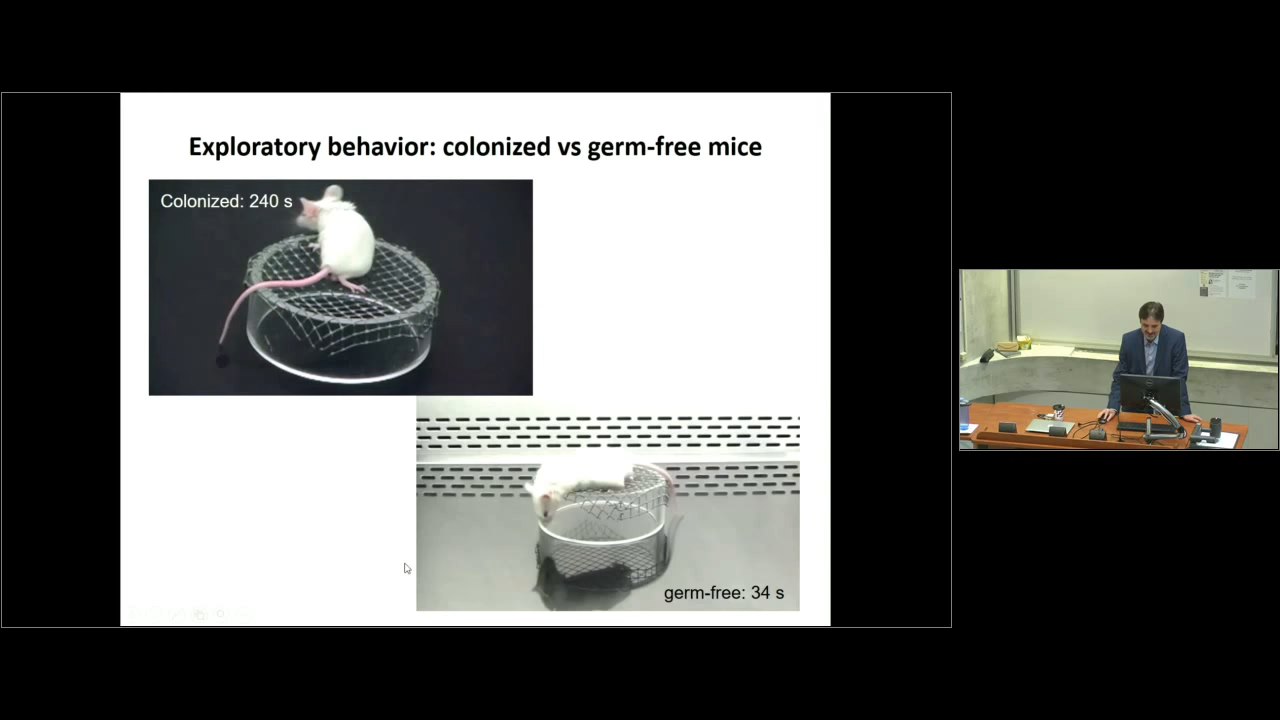 Exploratory behavior: colonized vs germ-free mice
Colonized: 240 s
germ-free: 34 s